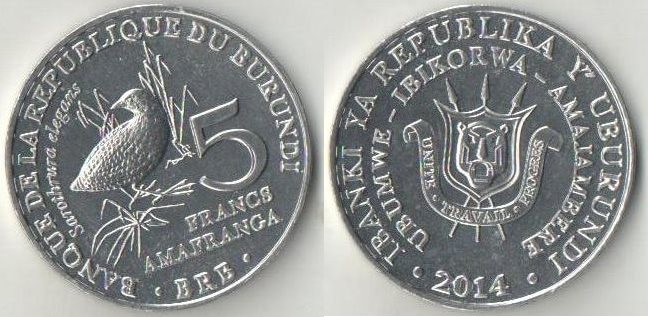 BANQUE DE LA REPUBLIQUE DU BURUNDI
Sarothrura elegans
5
FRANCS
AMAFRANGA
· BRB ·
IBANKI YA REPUBLIKA Y'UBURUNDI
UBUMWE - IBIKORWA - AMAJAMBERE
UNITE · TRAVAIL · PROGRES
· 2014 ·